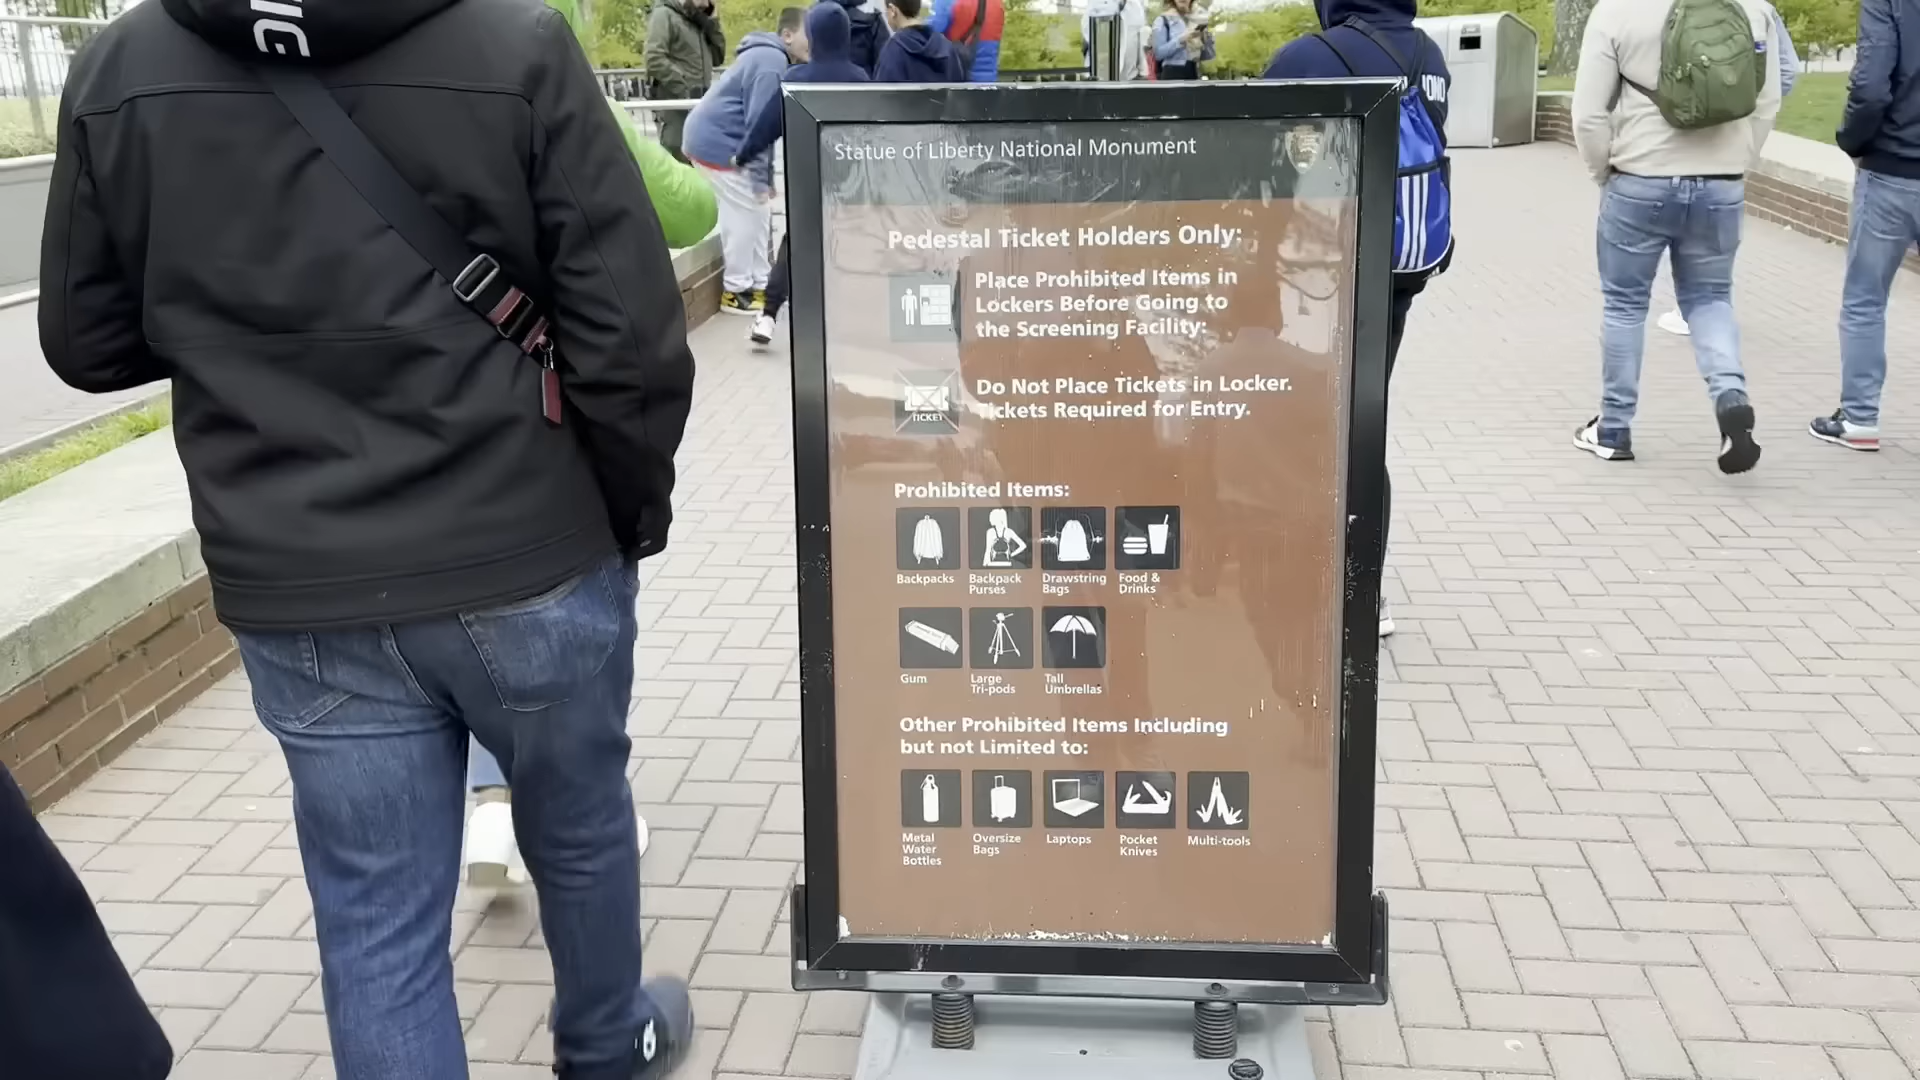 Statue of Liberty National Monument
Pedestal Ticket Holders Only:
Place Prohibited Items in
Lockers Before Going to
the Screening Facility:
TICKET
Do Not Place Tickets in Locker.
Tickets Required for Entry.
Prohibited Items:
Backpacks
Backpack
Purses
Drawstring
Bags
Food &
Drinks
Gum
Large
Tri-pods
Tall
Umbrellas
Other Prohibited Items Including
but not Limited to:
Metal
Water
Bottles
Oversize
Bags
Laptops
Pocket
Knives
Multi-tools